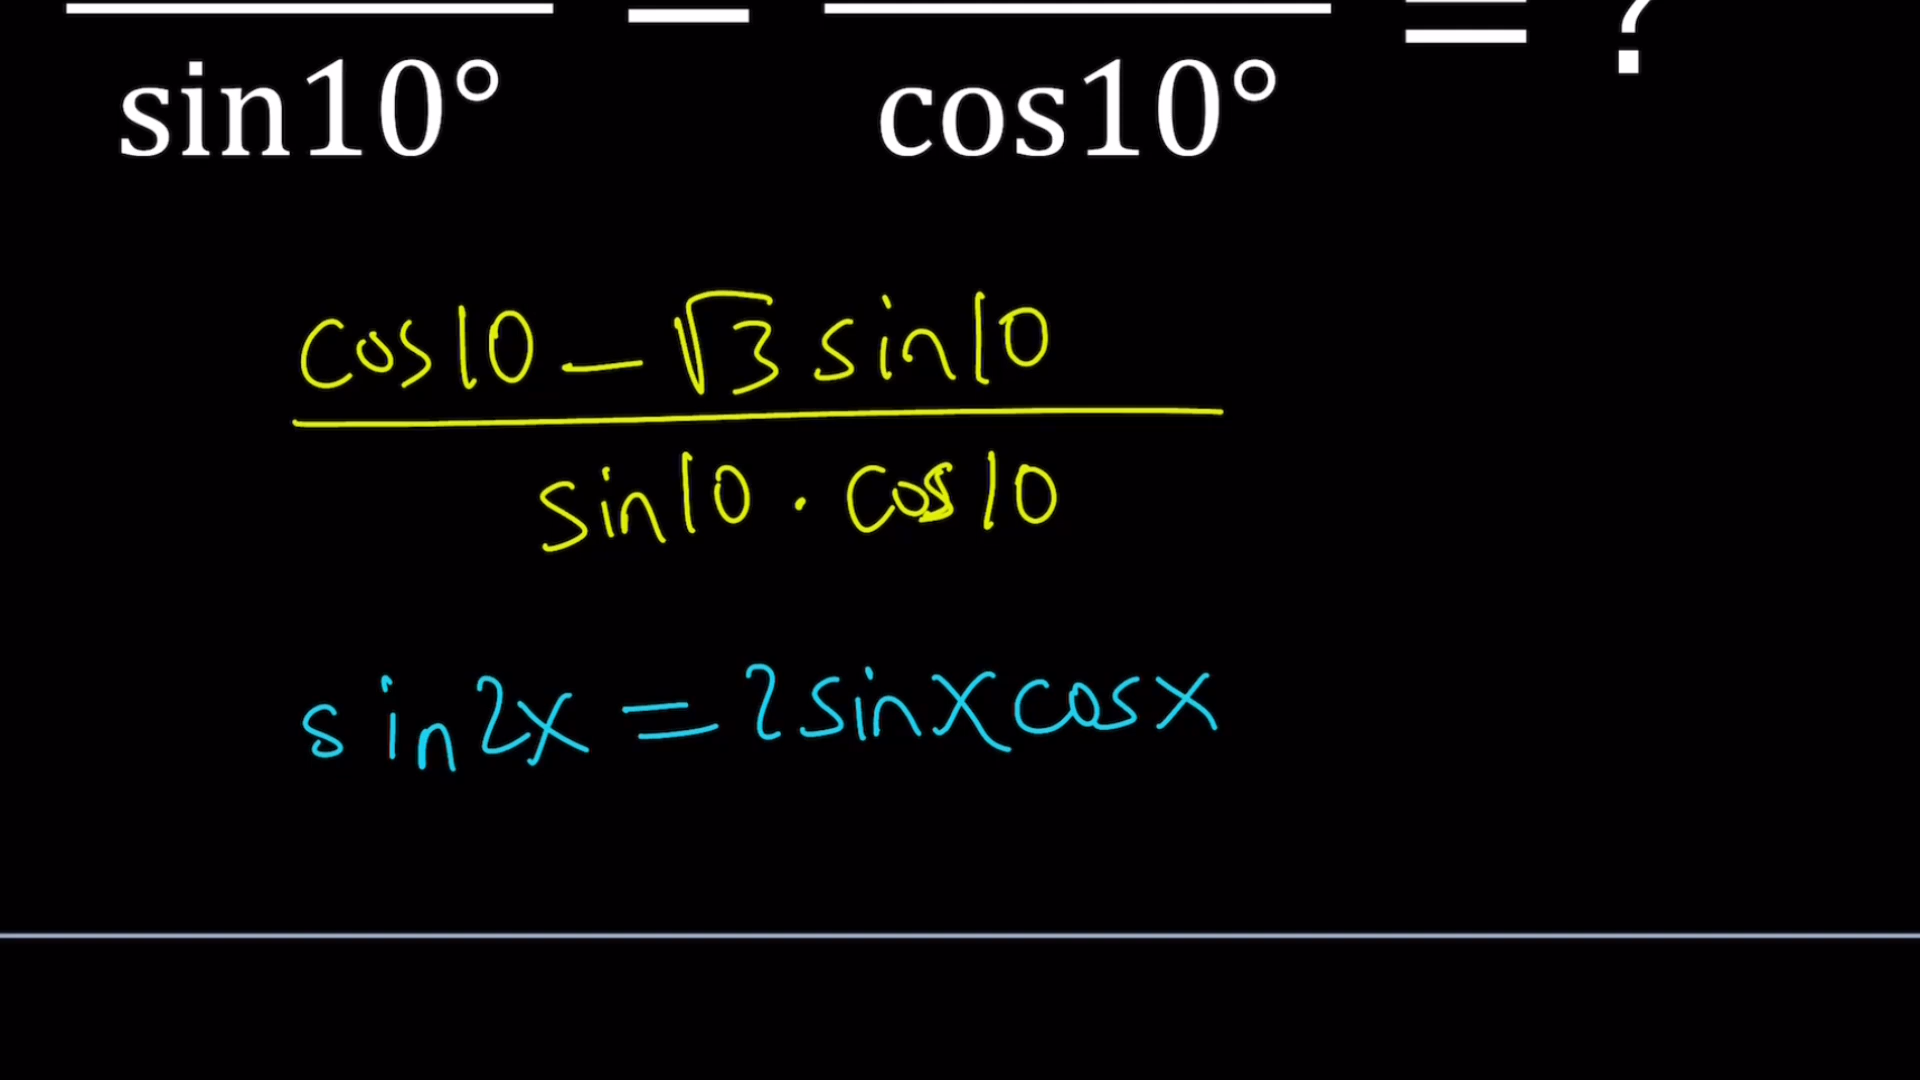 sin10° − cos10° = ?
cos10 − √3 sin10
sin10 · cos10
sin2x = 2sinxcosx